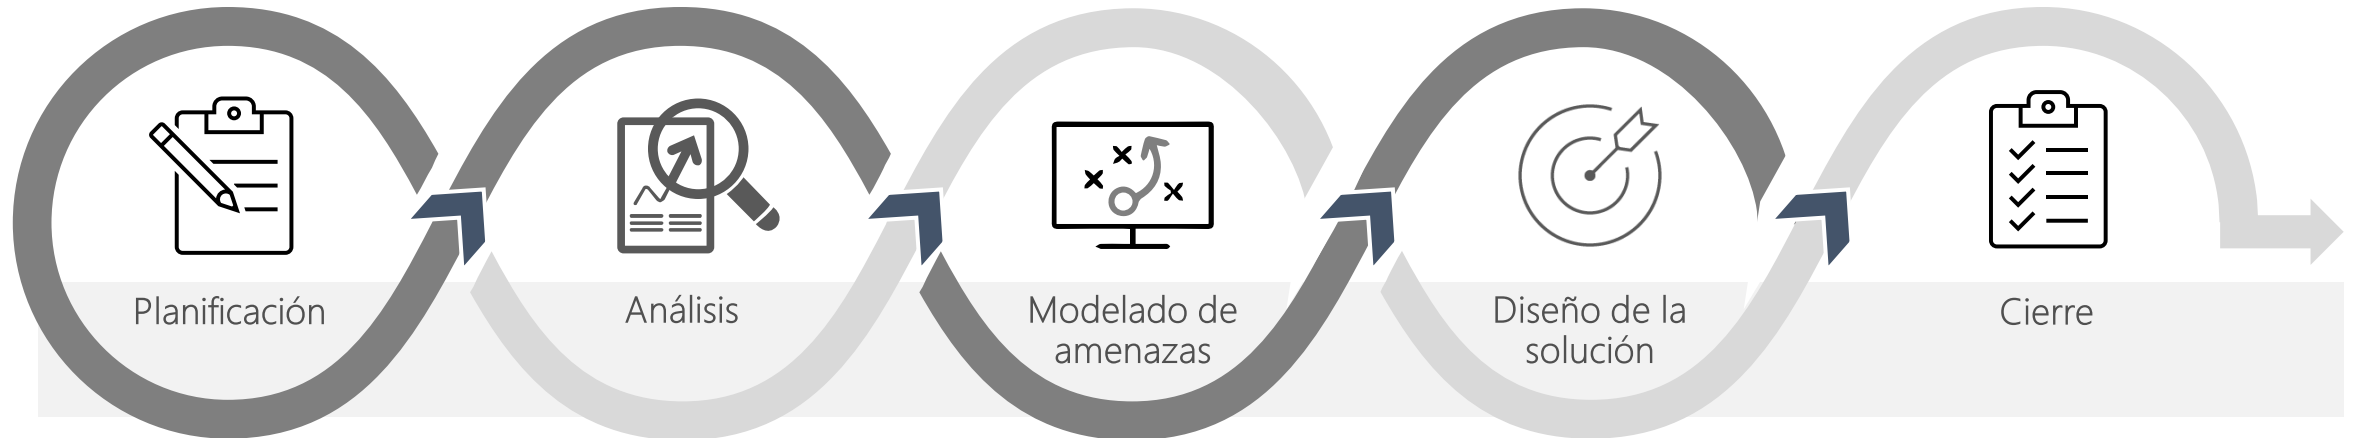 Planificación
Análisis
Modelado de
amenazas
Diseño de la
solución
Cierre